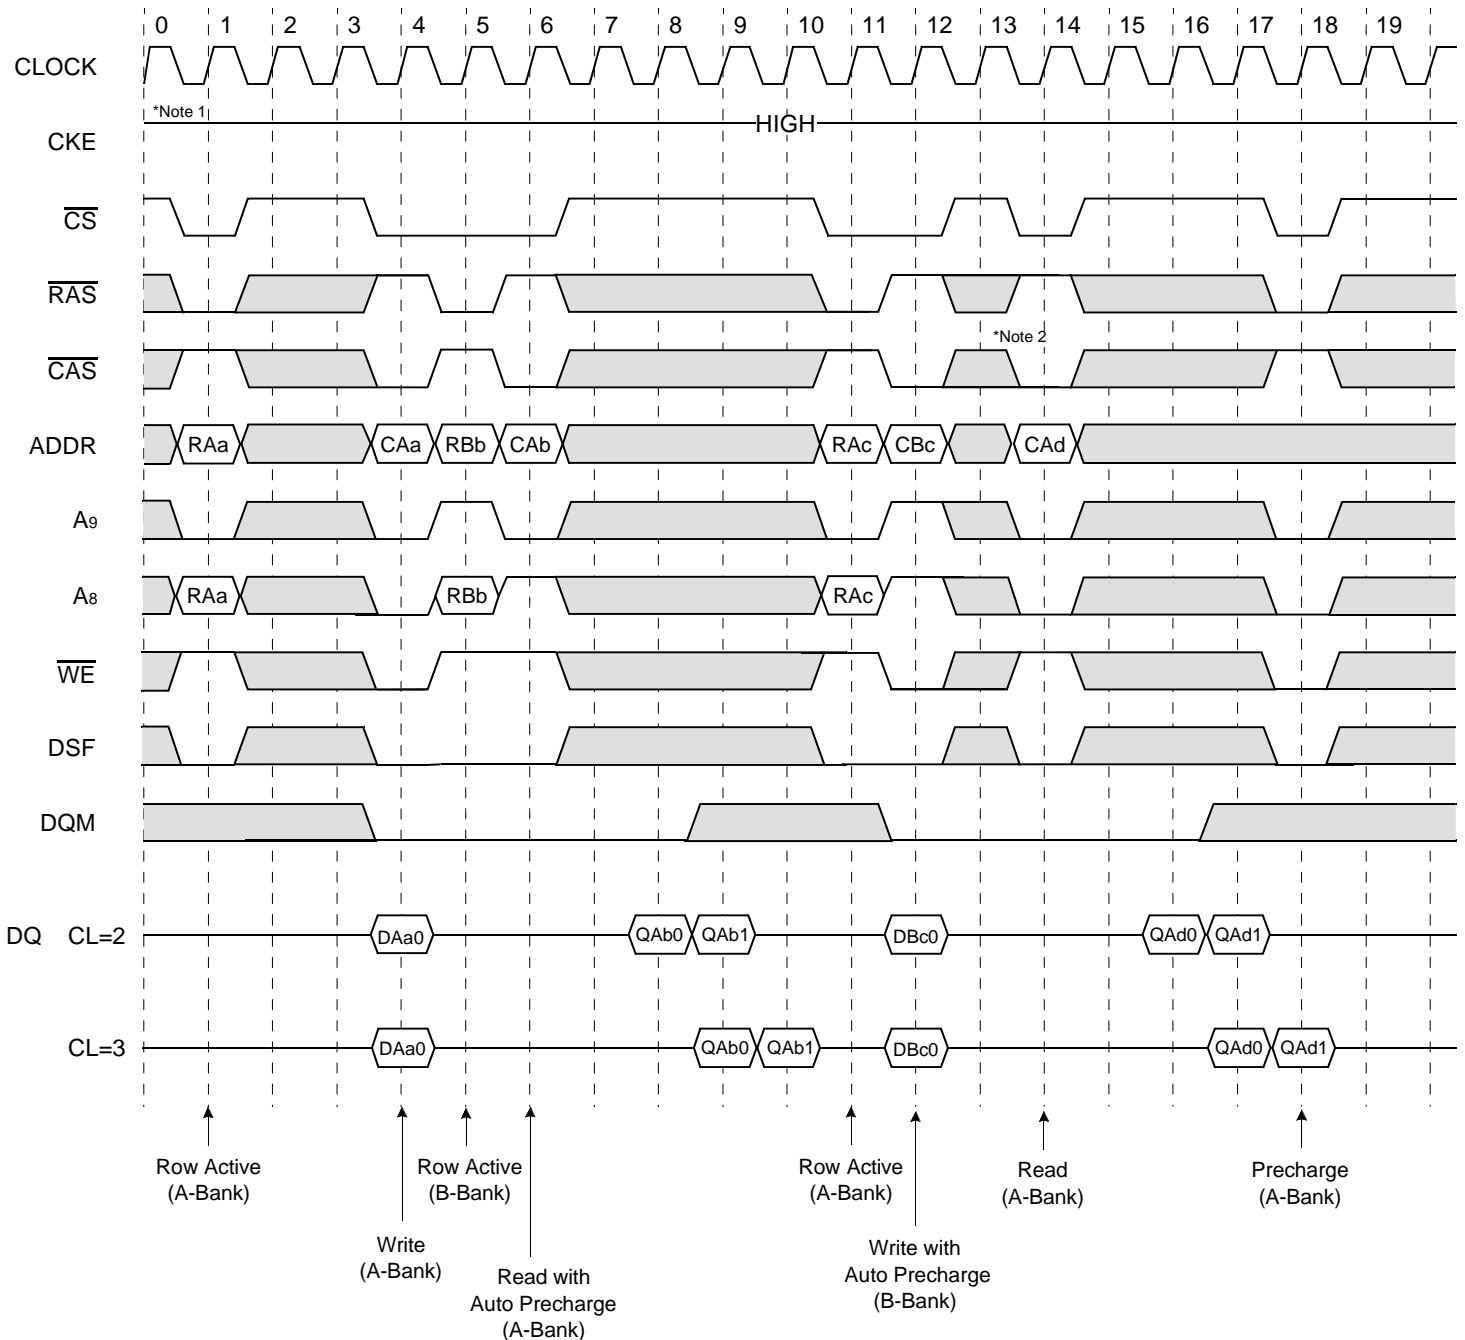 0 1 2 3 4 5 6 7 8 9 10 11 12 13 14 15 16 17 18 19
CLOCK
*Note 1
HIGH
CKE
CS
RAS
*Note 2
CAS
ADDR RAa CAa RBb CAb RAc CBc CAd
A9
A8 RAa RBb RAc
WE
DSF
DQM
DQ CL=2 DAa0 QAb0 QAb1 DBc0 QAd0 QAd1
CL=3 DAa0 QAb0 QAb1 DBc0 QAd0 QAd1
Row Active
(A-Bank)
Row Active
(B-Bank)
Row Active
(A-Bank)
Read
(A-Bank)
Precharge
(A-Bank)
Write
(A-Bank)
Read with
Auto Precharge
(A-Bank)
Write with
Auto Precharge
(B-Bank)